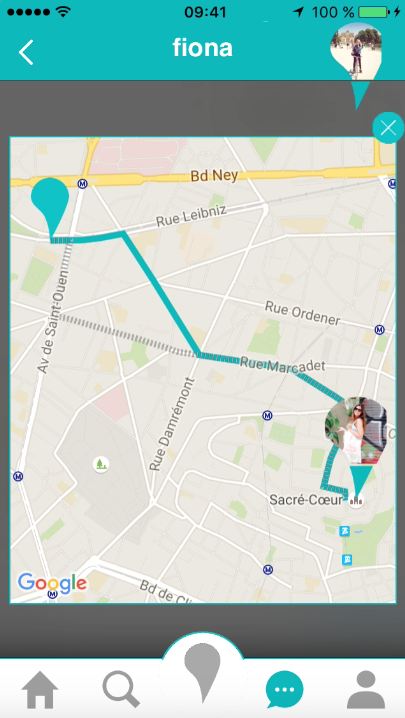 09:41
100 %
fiona
Bd Ney
M
M
Rue Leibniz
Rue Ordener
Av de Saint-Ouen
M
Rue Marcadet
Rue Damrémont
M
C
M
Sacré-Cœur
M
Google
M
Bd de Cli